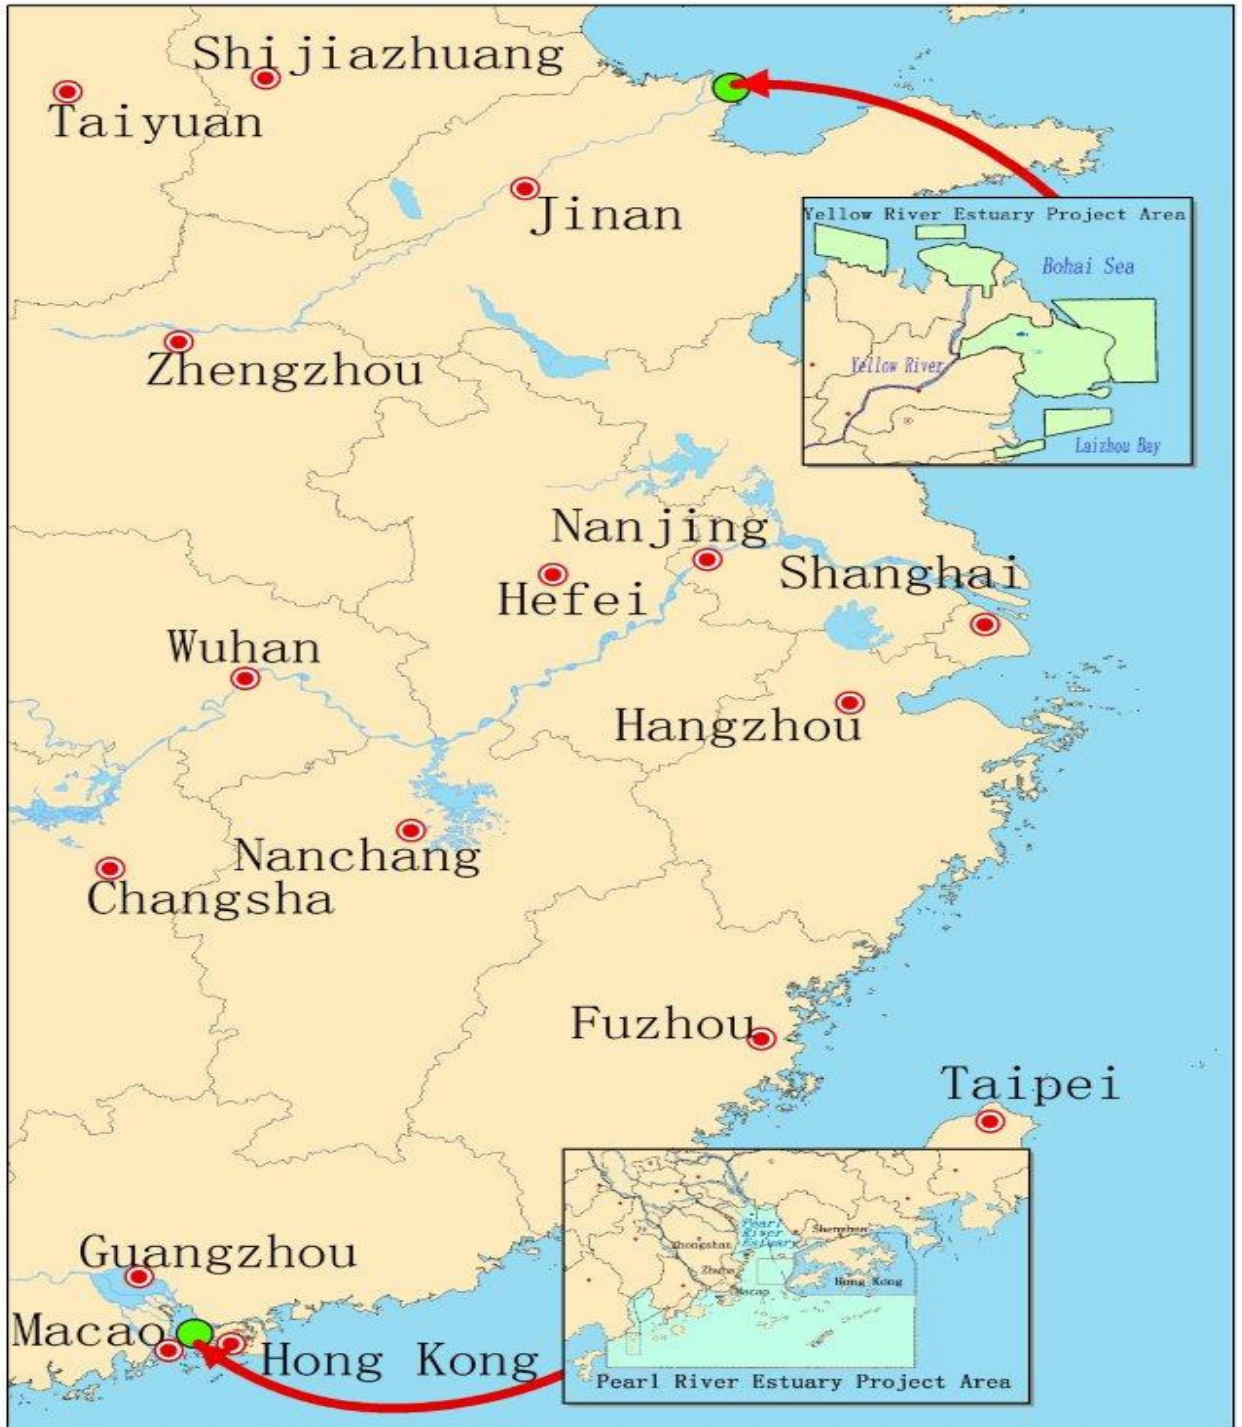 Shijiazhuang
Taiyuan
Jinan
Yellow River Estuary Project Area
Bohai Sea
Yellow River
Laizhou Bay
Zhengzhou
Nanjing
Shanghai
Hefei
Wuhan
Hangzhou
Nanchang
Changsha
Fuzhou
Taipei
Pearl
River
Estuary
Shenzhen
Zhongshan
Zhuhai
Hong Kong
Macao
Pearl River Estuary Project Area
Guangzhou
Macao
Hong Kong